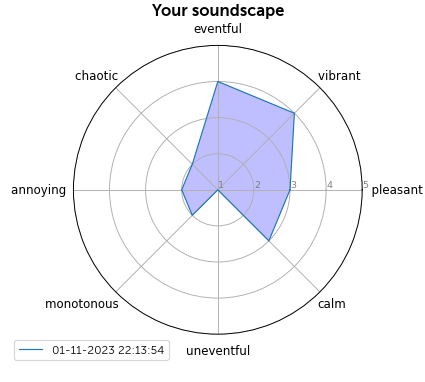 Your soundscape
eventful
chaotic
vibrant
annoying
1
2
3
4
5
pleasant
monotonous
calm
uneventful
01-11-2023 22:13:54